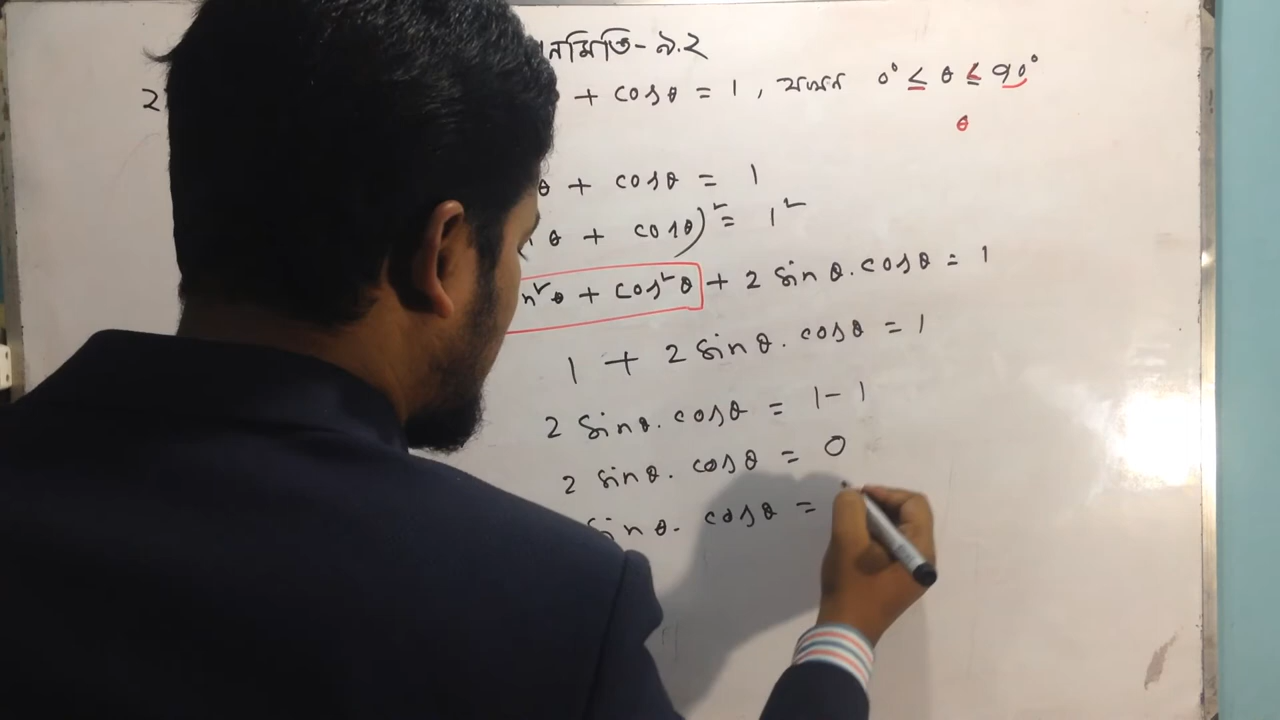 নমিতি-৯.২
2 + cosθ = 1, যখন 0° ≤ θ ≤ 90°
θ
θ + cosθ = 1
n θ + cosθ)² = 1²
n²θ + cos²θ + 2 sinθ.cosθ = 1
1 + 2 sinθ. cosθ = 1
2 sinθ. cosθ = 1-1
2 sinθ. cosθ = 0
sinθ. cosθ =